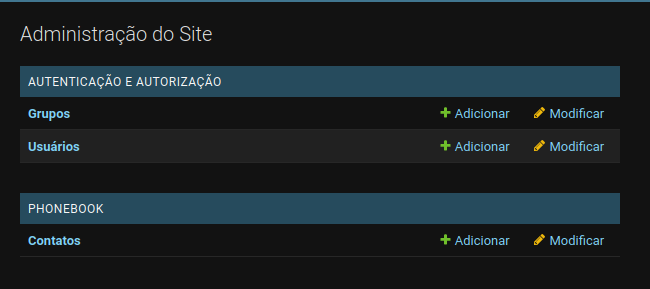 Administração do Site
AUTENTICAÇÃO E AUTORIZAÇÃO
Grupos Adicionar Modificar
Usuários Adicionar Modificar
PHONEBOOK
Contatos Adicionar Modificar